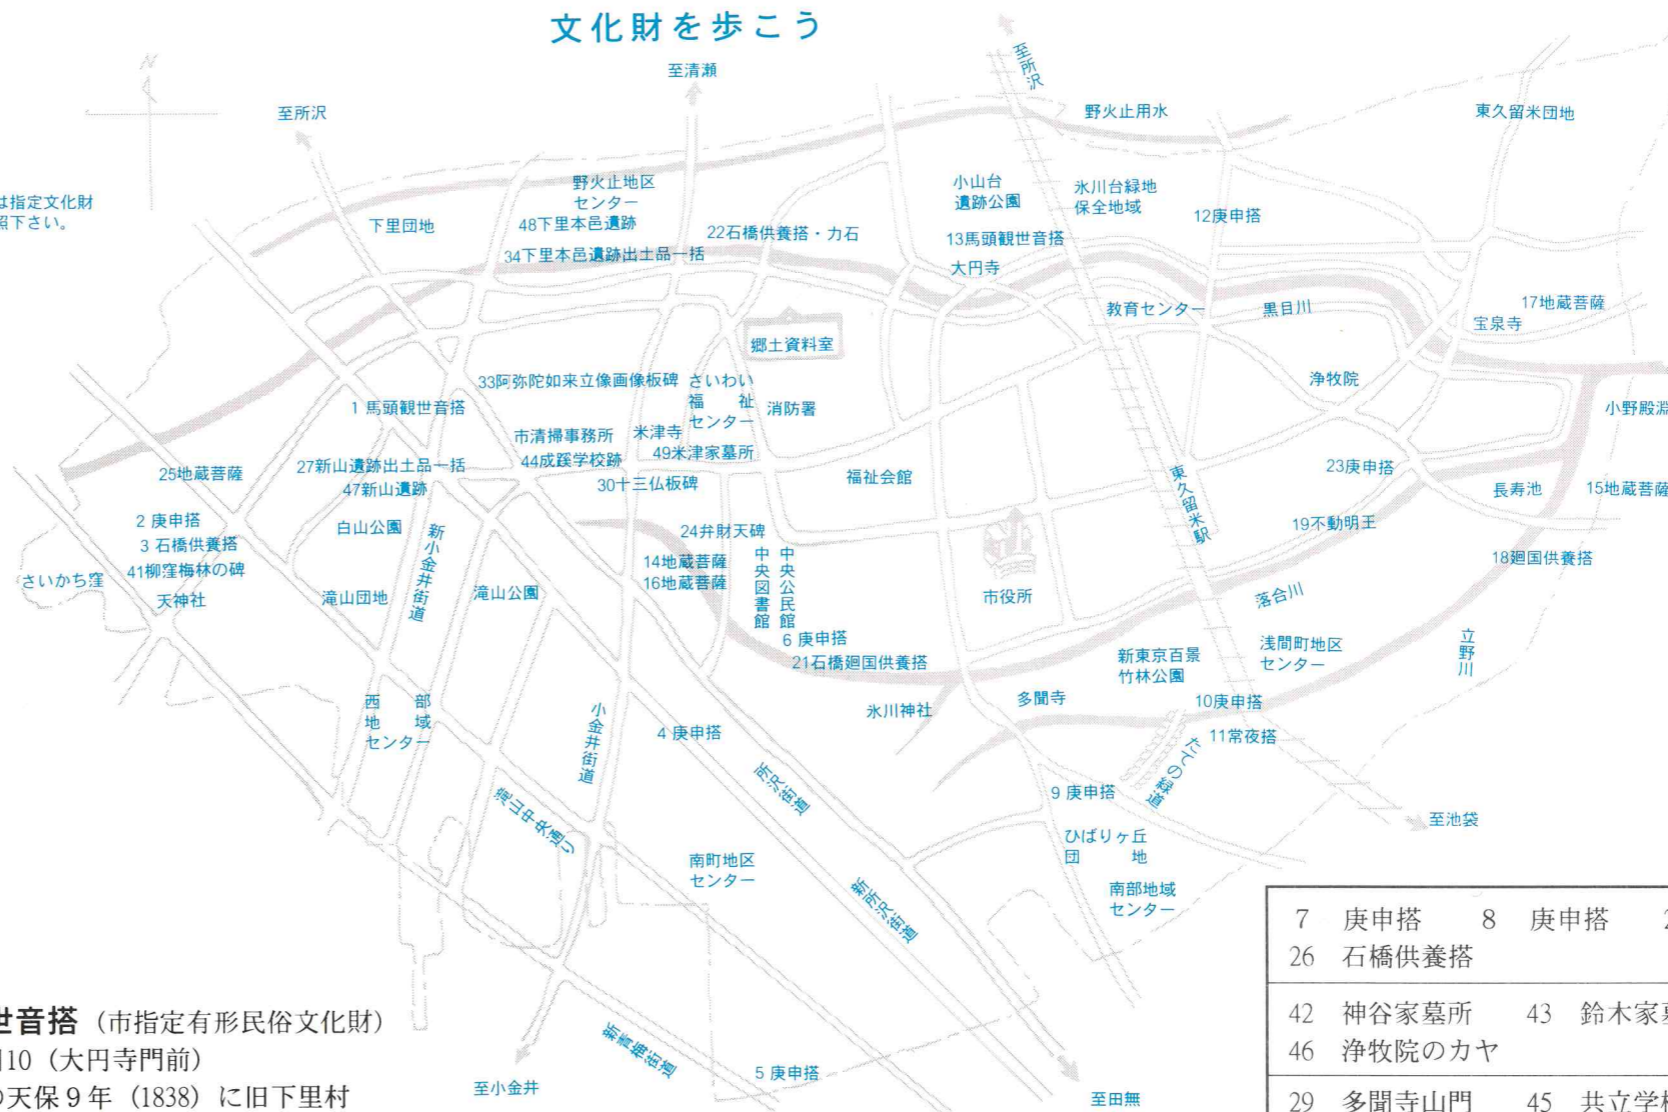 文化財を歩こう
至所沢
至清瀬
至所沢
野火止用水
東久留米団地
は指定文化財
照下さい。
下里団地
野火止地区
センター
48下里本邑遺跡
34下里本邑遺跡出土品一括
22石橋供養搭・力石
小山台
遺跡公園
氷川台緑地
保全地域
12庚申搭
13馬頭観世音搭
大円寺
教育センター
黒目川
17地蔵菩薩
宝泉寺
郷土資料室
33阿弥陀如来立像画像板碑
さいわい
福祉
センター
消防署
浄牧院
小野殿淵
1 馬頭観世音搭
市清掃事務所
米津寺
44成蹊学校跡
49米津家墓所
25地蔵菩薩
27新山遺跡出土品一括
47新山遺跡
30十三仏板碑
福祉会館
東久留米駅
23庚申搭
長寿池
15地蔵菩薩
2 庚申搭
3 石橋供養搭
41柳窪梅林の碑
天神社
さいかち窪
白山公園
新小金井街道
24弁財天碑
14地蔵菩薩
16地蔵菩薩
中央図書館
中央公民館
19不動明王
18廻国供養搭
滝山団地
滝山公園
市役所
落合川
6 庚申搭
21石橋廻国供養搭
新東京百景
竹林公園
浅間町地区
センター
立野川
西部
地域
センター
小金井街道
4 庚申搭
氷川神社
多聞寺
10庚申搭
11常夜搭
たての緑道
所沢街道
9 庚申搭
滝山中央通り
至池袋
ひばりヶ丘
団地
南町地区
センター
新所沢街道
南部地域
センター
新青梅街道
至小金井
5 庚申搭
至田無
世音搭（市指定有形民俗文化財）
10（大円寺門前）
天保9年（1838）に旧下里村
7 庚申搭 8 庚申搭
26 石橋供養搭
42 神谷家墓所 43 鈴木家
46 浄牧院のカヤ
29 多聞寺山門 45 共立学